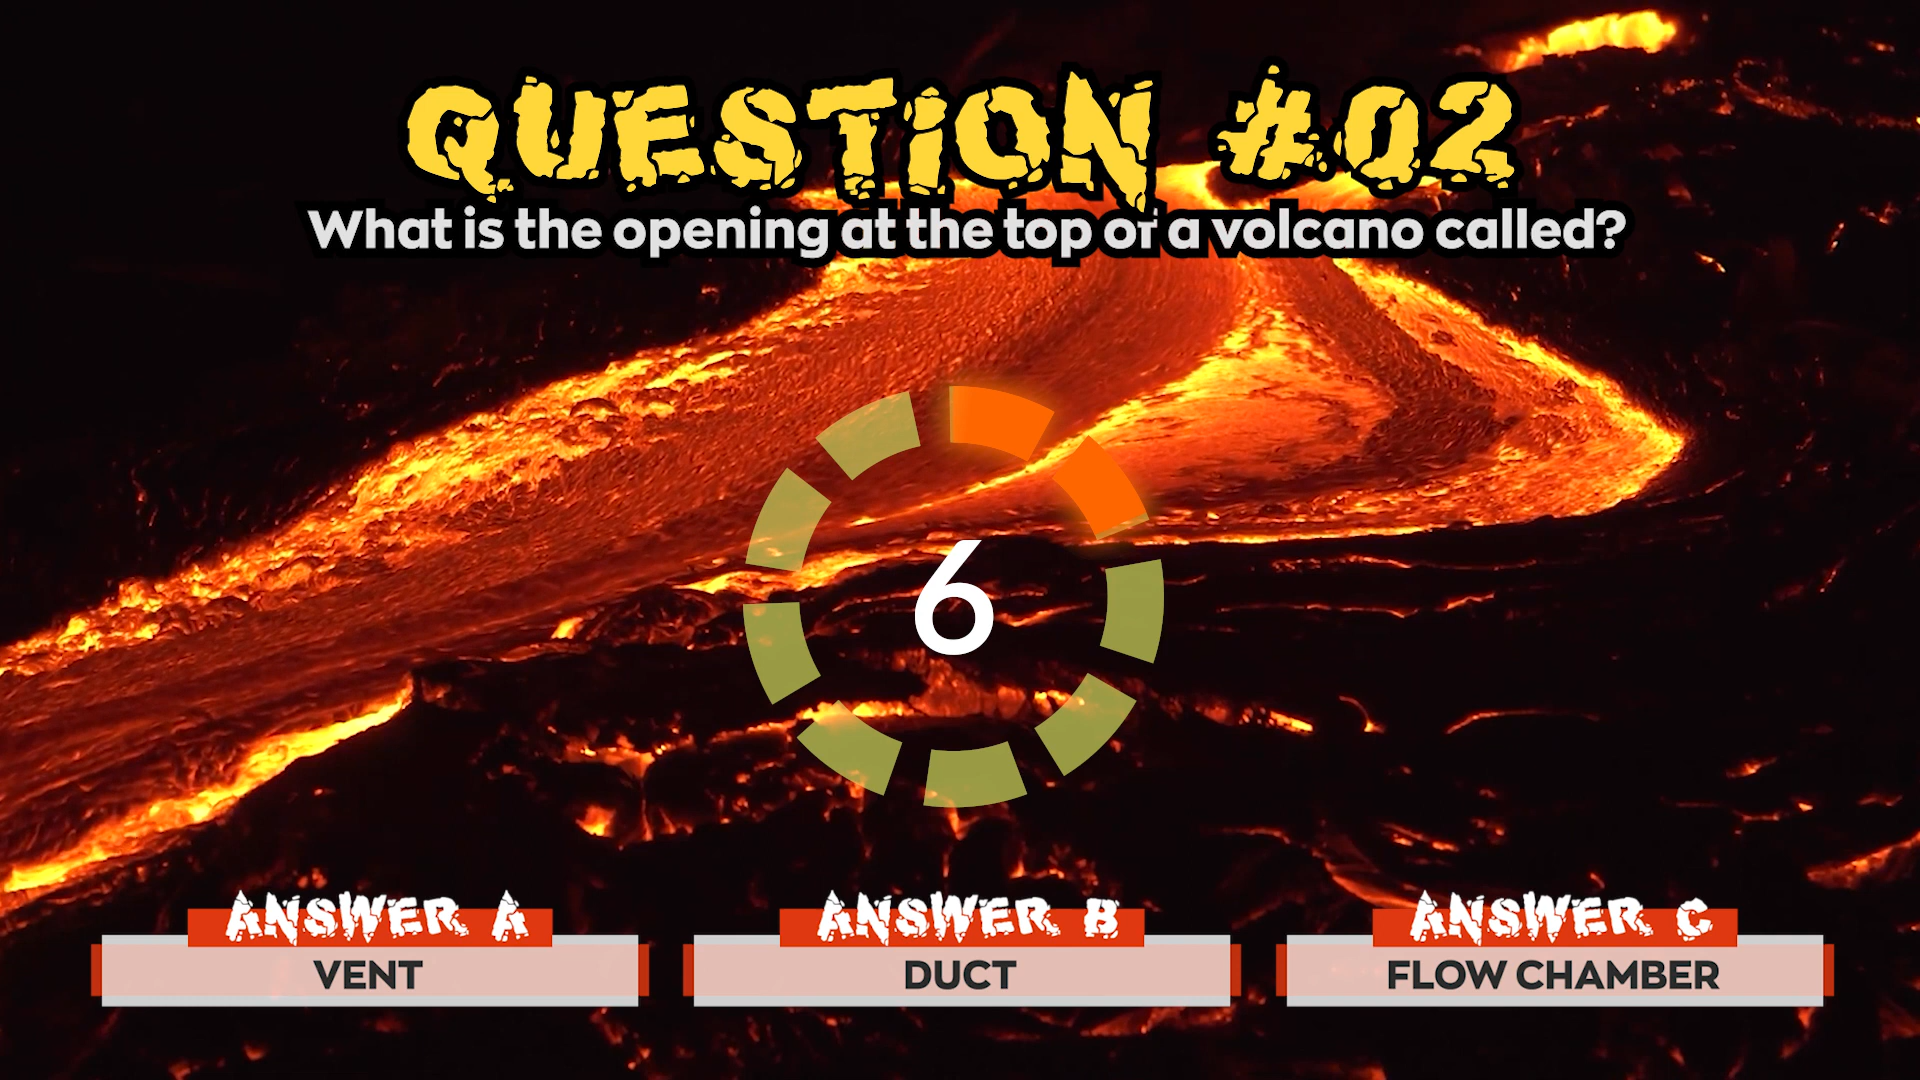 QUESTION #02
What is the opening at the top of a volcano called?
6
ANSWER A
VENT
ANSWER B
DUCT
ANSWER C
FLOW CHAMBER